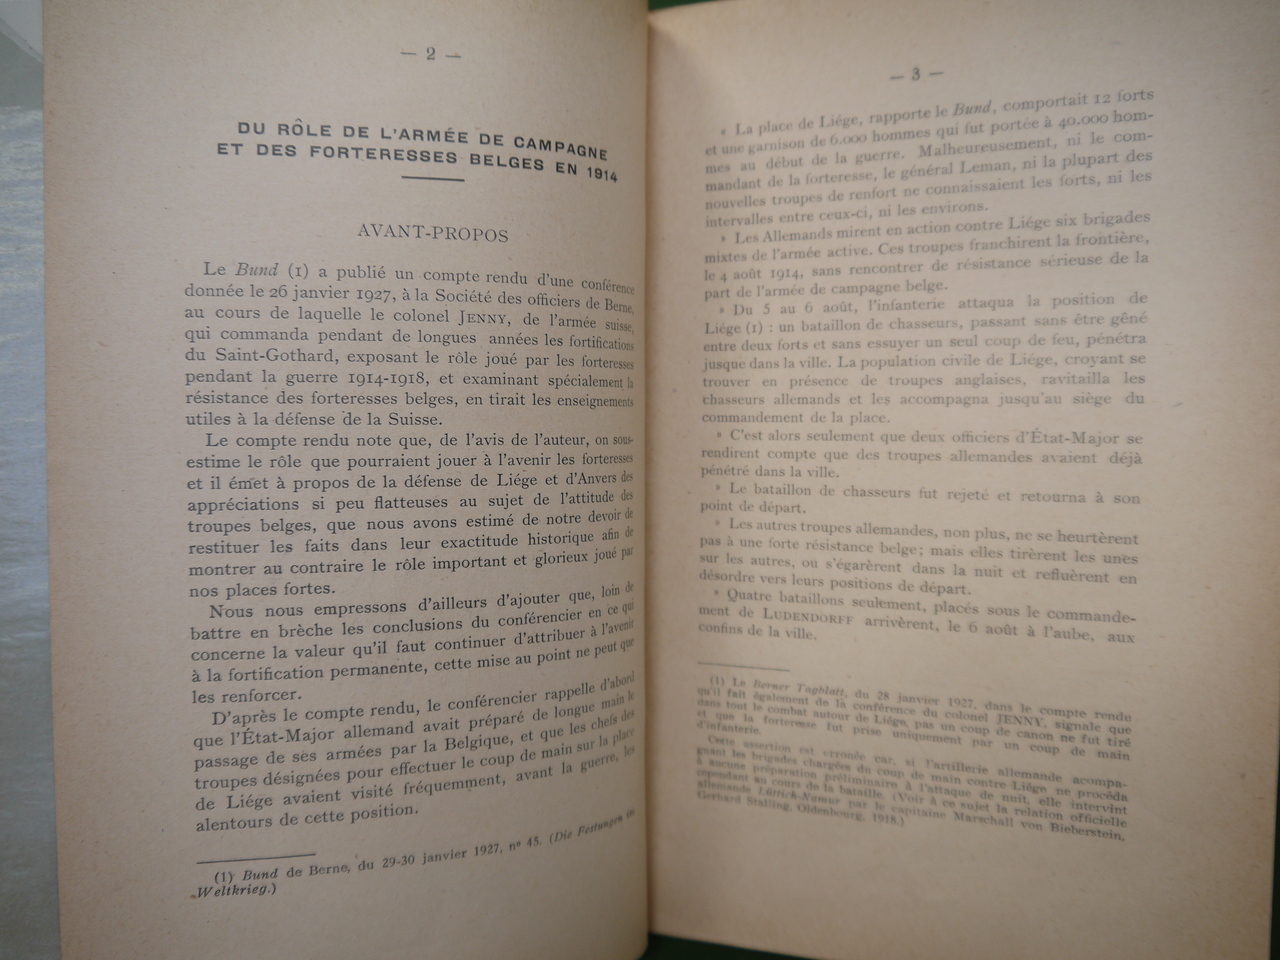 — 2 —
DU RÔLE DE L'ARMÉE DE CAMPAGNE
ET DES FORTERESSES BELGES EN 1914
AVANT-PROPOS
Le Bund (1) a publié un compte rendu d'une conférence
donnée le 26 janvier 1927, à la Société des officiers de Berne,
au cours de laquelle le colonel JENNY, de l'armée suisse,
qui commanda pendant de longues années les fortifications
du Saint-Gothard, exposant le rôle joué par les forteresses
pendant la guerre 1914-1918, et examinant spécialement la
résistance des forteresses belges, en tirait les enseignements
utiles à la défense de la Suisse.
Le compte rendu note que, de l'avis de l'auteur, on sous-
estime le rôle que pourraient jouer à l'avenir les forteresses
et il émet à propos de la défense de Liége et d'Anvers des
appréciations si peu flatteuses au sujet de l'attitude des
troupes belges, que nous avons estimé de notre devoir de
restituer les faits dans leur exactitude historique afin de
montrer au contraire le rôle important et glorieux joué par
nos places fortes.
Nous nous empressons d'ailleurs d'ajouter que, loin de
battre en brèche les conclusions du conférencier en ce qui
concerne la valeur qu'il faut continuer d'attribuer à l'avenir
à la fortification permanente, cette mise au point ne peut que
les renforcer.
D'après le compte rendu, le conférencier rappelle d'abord
que l'État-Major allemand avait préparé de longue main le
passage de ses armées par la Belgique, et que les chefs des
troupes désignées pour effectuer le coup de main sur la place
de Liége avaient visité fréquemment, avant la guerre, les
alentours de cette position.
(1) Bund de Berne, du 29-30 janvier 1927, n° 45. (Die Festungen im
Weltkrieg.)
— 3 —
« La place de Liége, rapporte le Bund, comportait 12 forts
et une garnison de 6.000 hommes qui fut portée à 40.000 hom-
mes au début de la guerre. Malheureusement, ni le com-
mandant de la forteresse, le général Leman, ni la plupart des
nouvelles troupes de renfort ne connaissaient les forts, ni les
intervalles entre ceux-ci, ni les environs.
» Les Allemands mirent en action contre Liége six brigades
mixtes de l'armée active. Ces troupes franchirent la frontière,
le 4 août 1914, sans rencontrer de résistance sérieuse de la
part de l'armée de campagne belge.
» Du 5 au 6 août, l'infanterie attaqua la position de
Liége (1) : un bataillon de chasseurs, passant sans être gêné
entre deux forts et sans essuyer un seul coup de feu, pénétra
jusque dans la ville. La population civile de Liége, croyant se
trouver en présence de troupes anglaises, ravitailla les
chasseurs allemands et les accompagna jusqu'au siège du
commandement de la place.
» C'est alors seulement que deux officiers d'État-Major se
rendirent compte que des troupes allemandes avaient déjà
pénétré dans la ville.
» Le bataillon de chasseurs fut rejeté et retourna à son
point de départ.
» Les autres troupes allemandes, non plus, ne se heurtèrent
pas à une forte résistance belge; mais elles tirèrent les unes
sur les autres, ou s'égarèrent dans la nuit et refluèrent en
désordre vers leurs positions de départ.
» Quatre bataillons seulement, placés sous le commande-
ment de LUDENDORFF arrivèrent, le 6 août à l'aube, aux
confins de la ville.
(1) Le Berner Tagblatt, du 28 janvier 1927, dans le compte rendu
qu'il fait également de la conférence du colonel JENNY, signale que
dans tout le combat autour de Liége, pas un coup de canon ne fut tiré
et que la forteresse fut prise uniquement par un coup de main
d'infanterie.
Cette assertion est erronée car, si l'artillerie allemande accompa-
gnant les brigades chargées du coup de main contre Liége ne procéda
à aucune préparation préliminaire à l'attaque de nuit, elle intervint
cependant au cours de la bataille. (Voir à ce sujet la relation officielle
allemande Lüttich-Namur par le capitaine Marschall von Bieberstein,
Gerhard Stalling, Oldenbourg, 1918.)